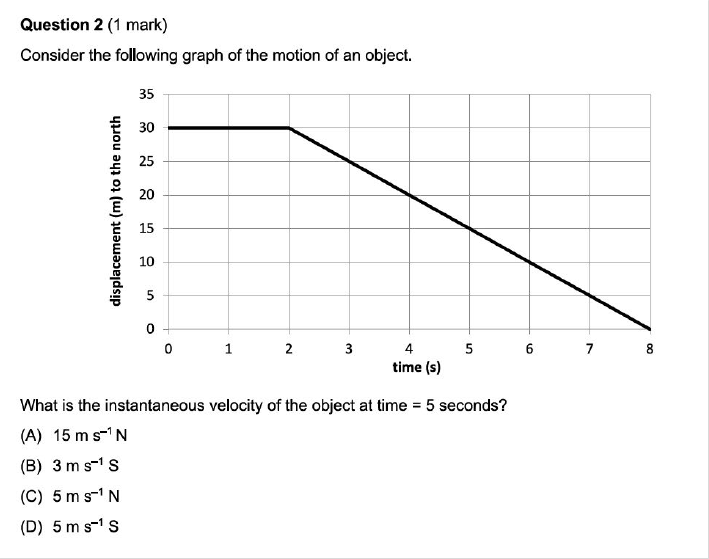 Question 2 (1 mark)
Consider the following graph of the motion of an object.
displacement (m) to the north
35
30
25
20
15
10
5
0
0 1 2 3 4 5 6 7 8
time (s)
What is the instantaneous velocity of the object at time = 5 seconds?
(A) 15 m s⁻¹ N
(B) 3 m s⁻¹ S
(C) 5 m s⁻¹ N
(D) 5 m s⁻¹ S